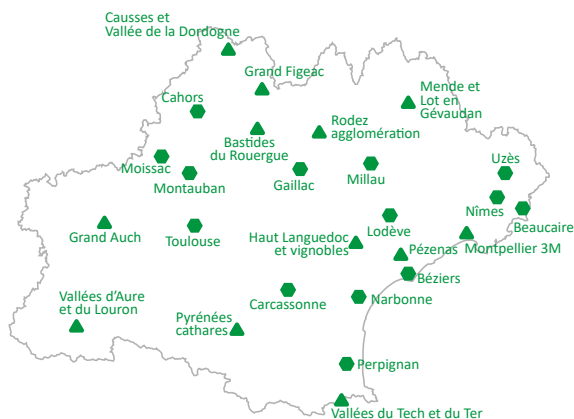 Causses et
Vallée de la Dordogne
Grand Figeac
Mende et
Lot en
Gévaudan
Cahors
Rodez
agglomération
Bastides
du Rouergue
Uzès
Moissac
Montauban
Gaillac
Millau
Nîmes
Beaucaire
Grand Auch
Toulouse
Haut Languedoc
et vignobles
Lodève
Pézenas
Montpellier 3M
Béziers
Vallées d'Aure
et du Louron
Pyrénées
cathares
Carcassonne
Narbonne
Perpignan
Vallées du Tech et du Ter